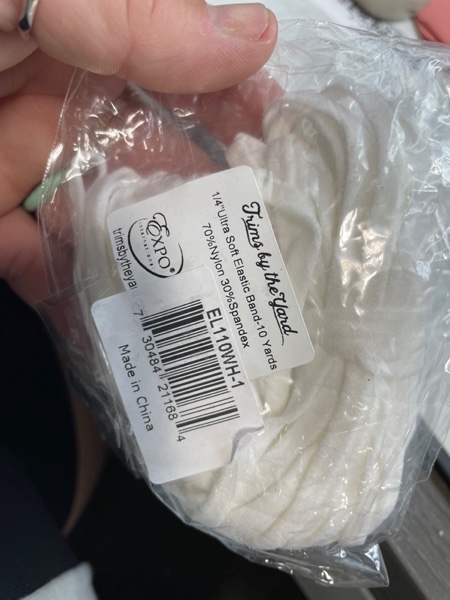 Trims by the Yard
1/4"Ultra Soft Elastic Band-10 Yards
70%Nylon 30%Spandex
EXPO®
trimsbytheya
EL110WH-1
7 30484 21168 4
Made in China